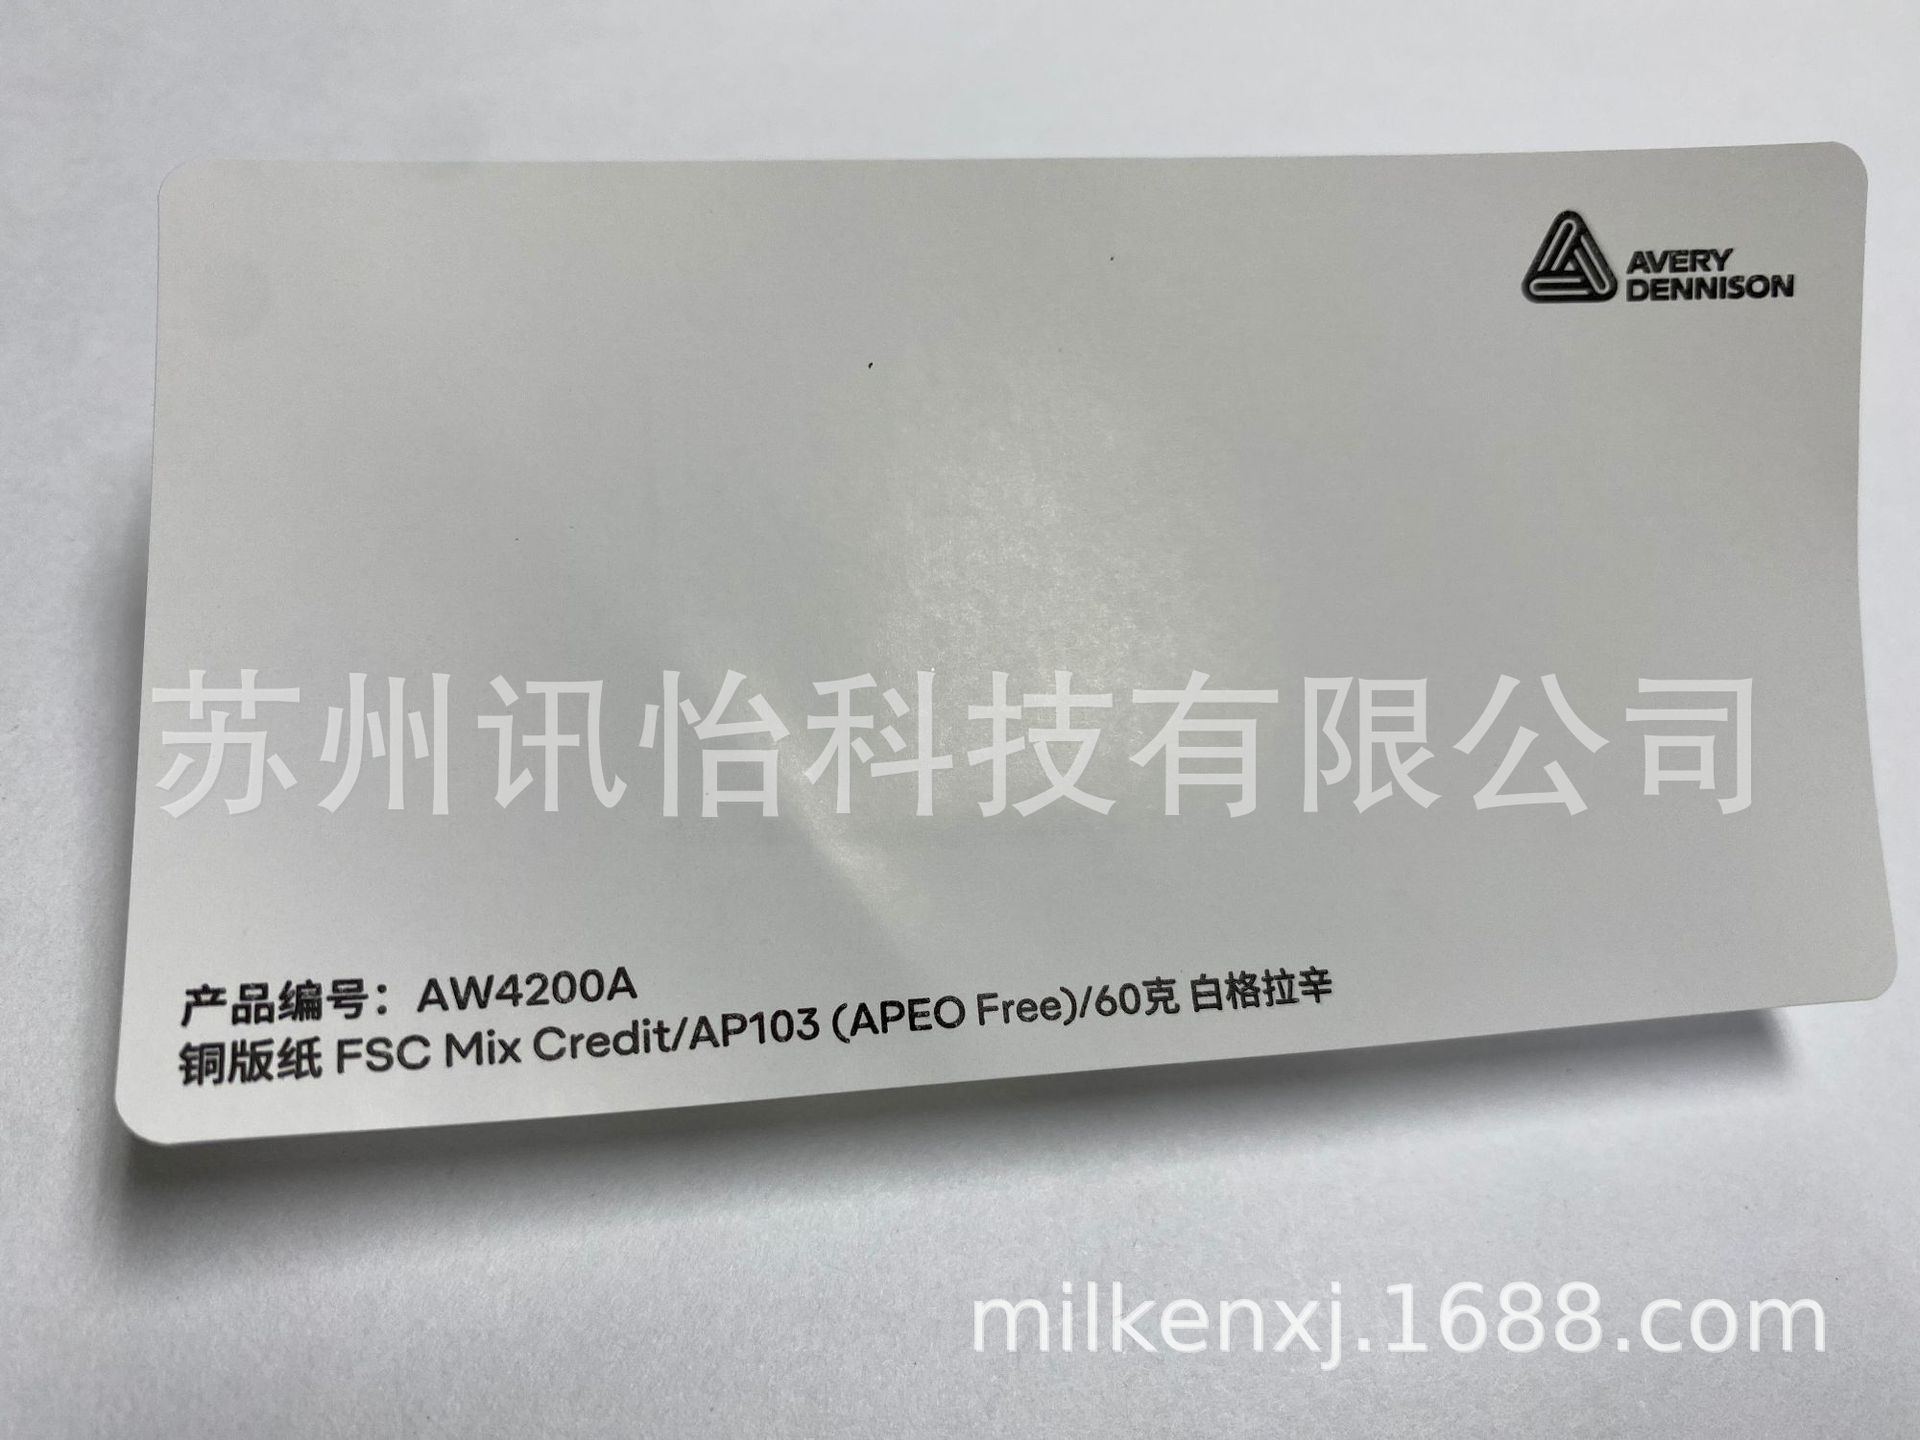 AVERY
DENNISON
苏州讯怡科技有限公司
产品编号：AW4200A
铜版纸 FSC Mix Credit/AP103 (APEO Free)/60克 白格拉辛
milkenxj.1688.com